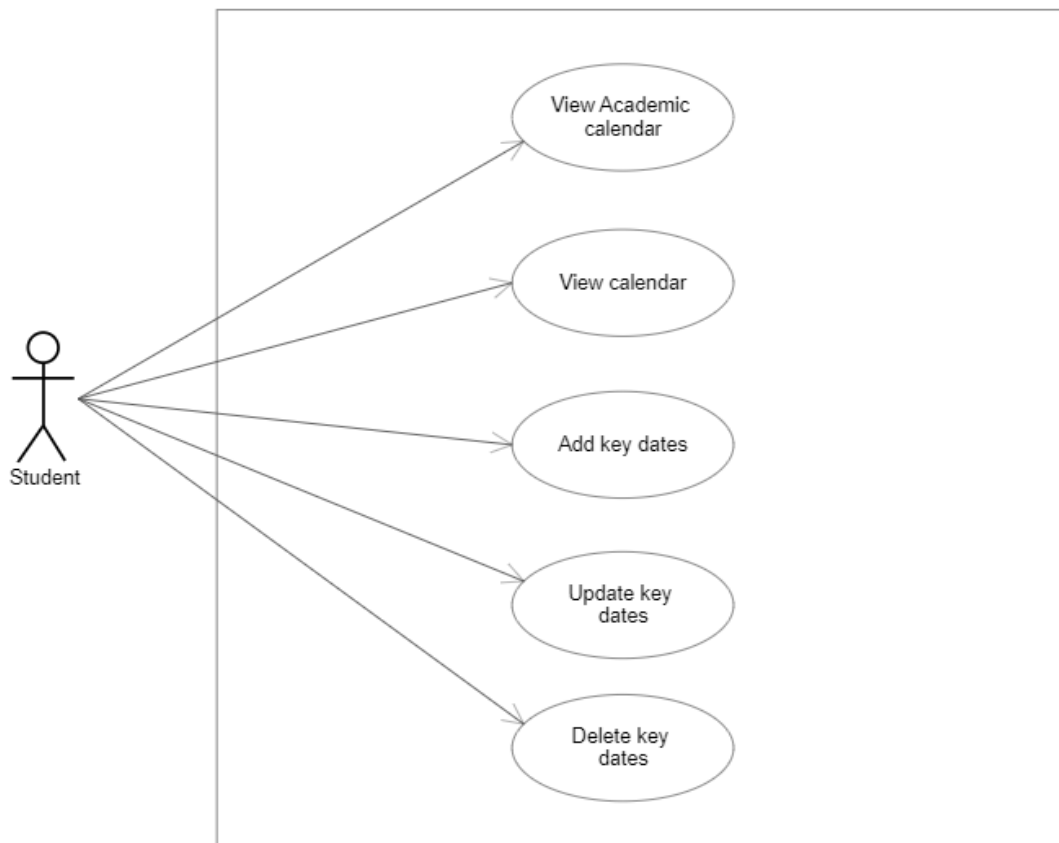 View Academic
calendar
View calendar
Add key dates
Student
Update key
dates
Delete key
dates